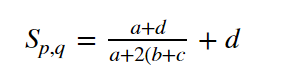 S_{p,q} = \frac{a+d}{a+2(b+c} + d